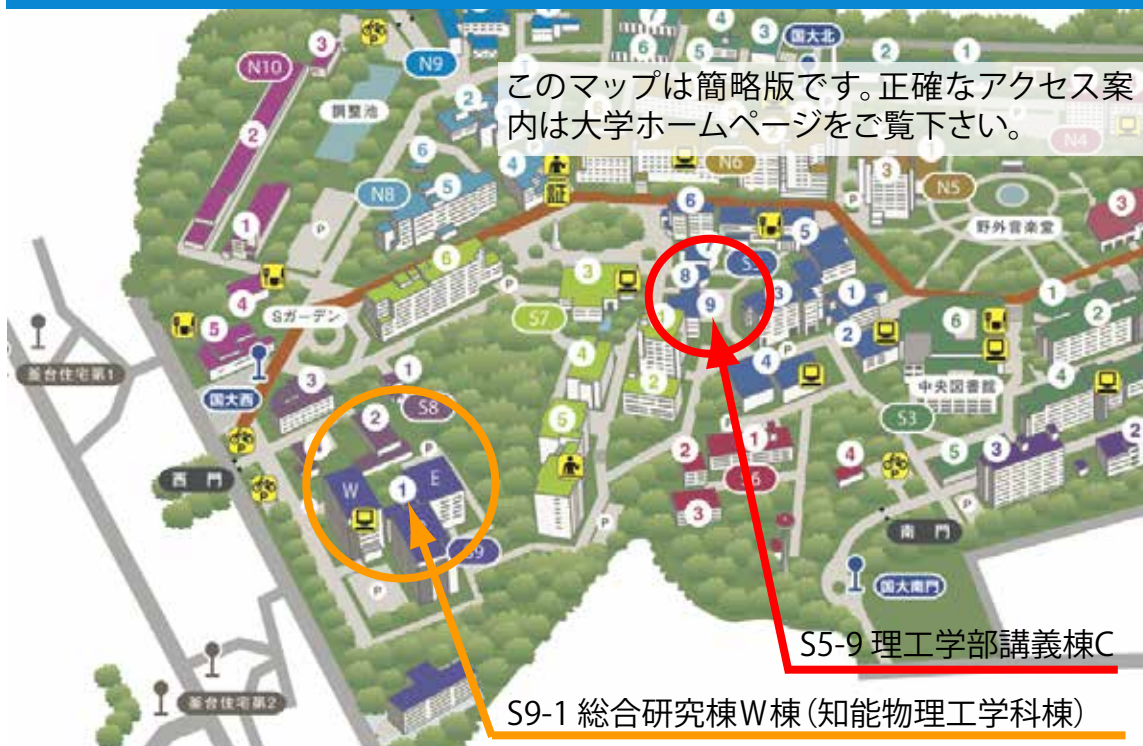 このマップは簡略版です。正確なアクセス案
内は大学ホームページをご覧下さい。
国大北
N10
N9
調整池
N8
N6
N4
N5
証
野外音楽堂
Sガーデン
S7
釜台住宅第1
国大西
S8
中央図書館
S3
西門
W
E
1
S6
S9
南門
国大南門
S5-9 理工学部講義棟C
釜台住宅第2
S9-1 総合研究棟W棟(知能物理工学科棟)